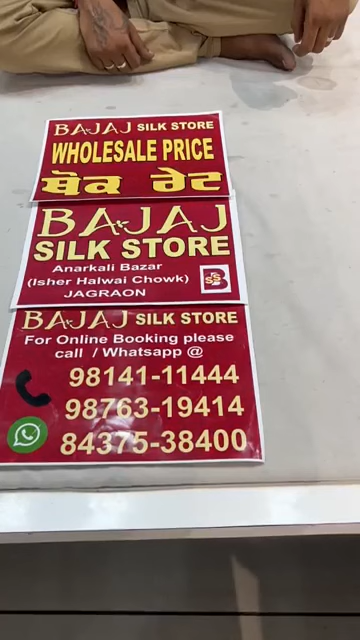 BAJAJ SILK STORE
WHOLESALE PRICE
ਥੋਕ ਰੇਟ
BAJAJ
SILK STORE
Anarkali Bazar
(Isher Halwai Chowk)
JAGRAON
BAJAJ SILK STORE
For Online Booking please
call / Whatsapp @
98141-11444
98763-19414
84375-38400